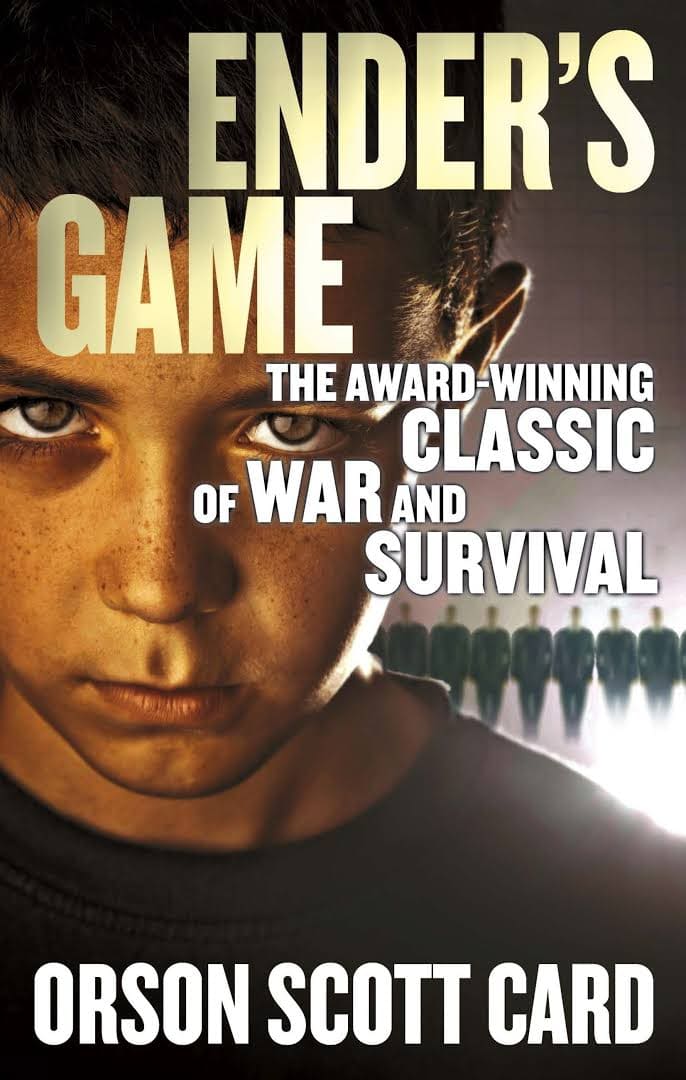 ENDER'S
GAME
THE AWARD-WINNING
CLASSIC
OF WAR AND
SURVIVAL
ORSON SCOTT CARD